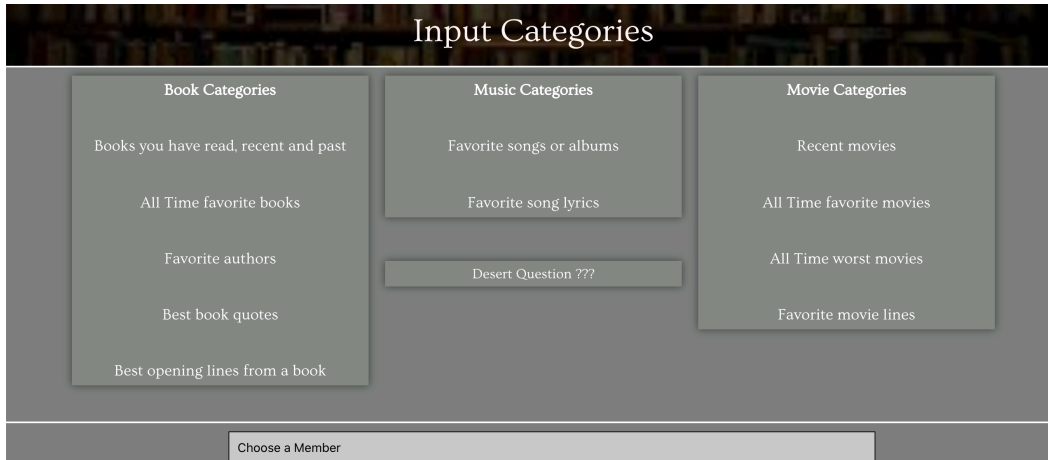 Input Categories
Book Categories
Books you have read, recent and past
All Time favorite books
Favorite authors
Best book quotes
Best opening lines from a book
Music Categories
Favorite songs or albums
Favorite song lyrics
Desert Question ???
Movie Categories
Recent movies
All Time favorite movies
All Time worst movies
Favorite movie lines
Choose a Member